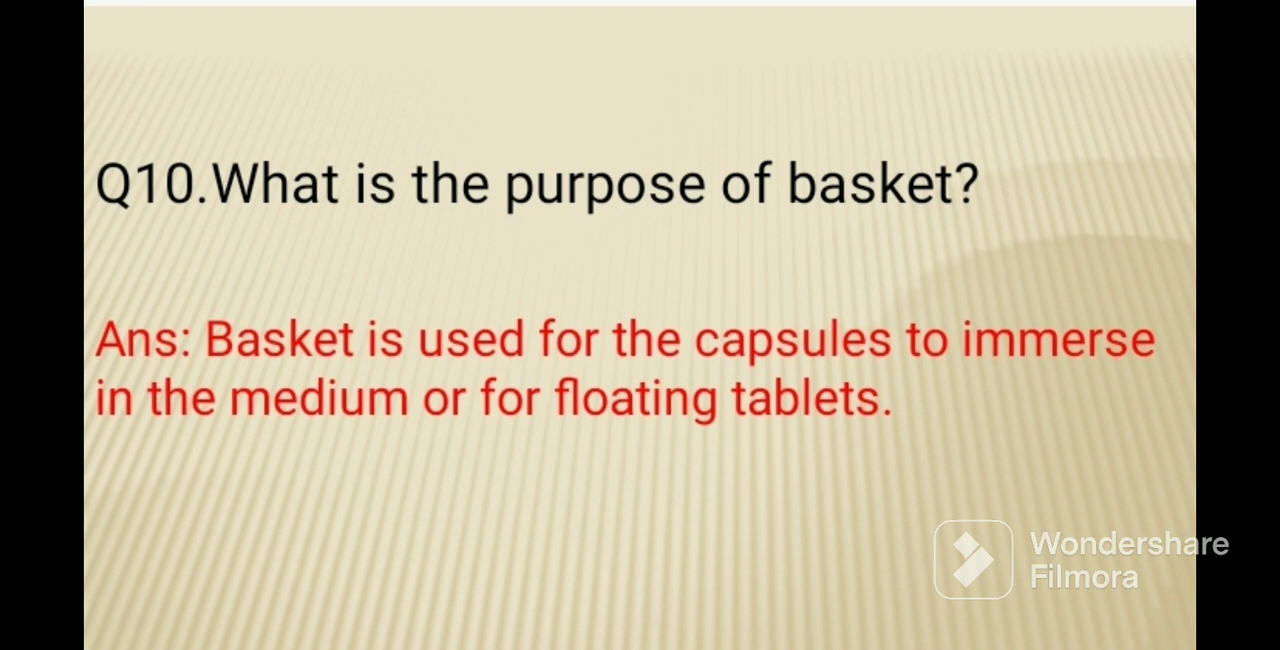 Q10.What is the purpose of basket?
Ans: Basket is used for the capsules to immerse
in the medium or for floating tablets.
Wondershare
Filmora